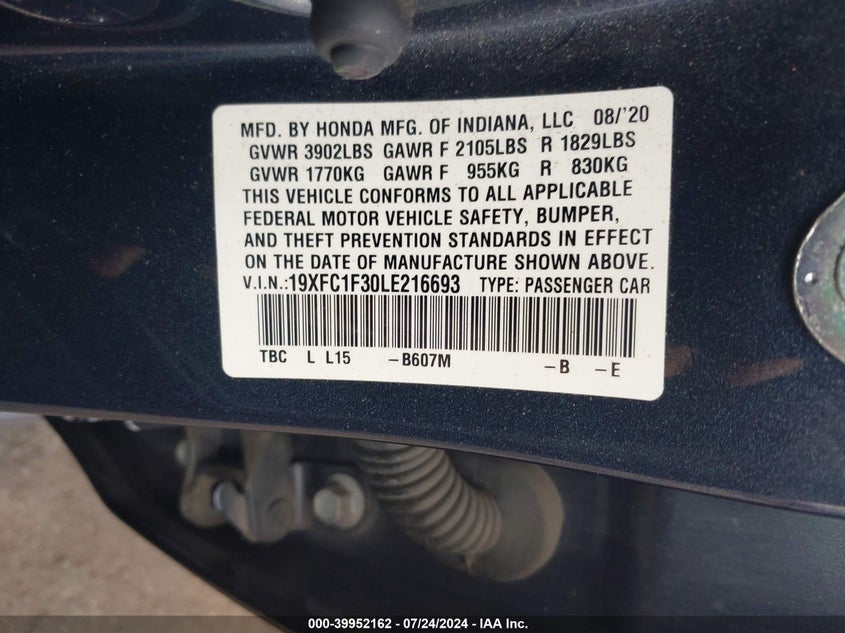 MFD. BY HONDA MFG. OF INDIANA, LLC 08/'20
GVWR 3902LBS GAWR F 2105LBS R 1829LBS
GVWR 1770KG GAWR F 955KG R 830KG
THIS VEHICLE CONFORMS TO ALL APPLICABLE
FEDERAL MOTOR VEHICLE SAFETY, BUMPER,
AND THEFT PREVENTION STANDARDS IN EFFECT
ON THE DATE OF MANUFACTURE SHOWN ABOVE.
V.I.N.:19XFC1F30LE216693 TYPE: PASSENGER CAR
TBC L L15 -B607M -B -E
000-39952162 - 07/24/2024 - IAA Inc.